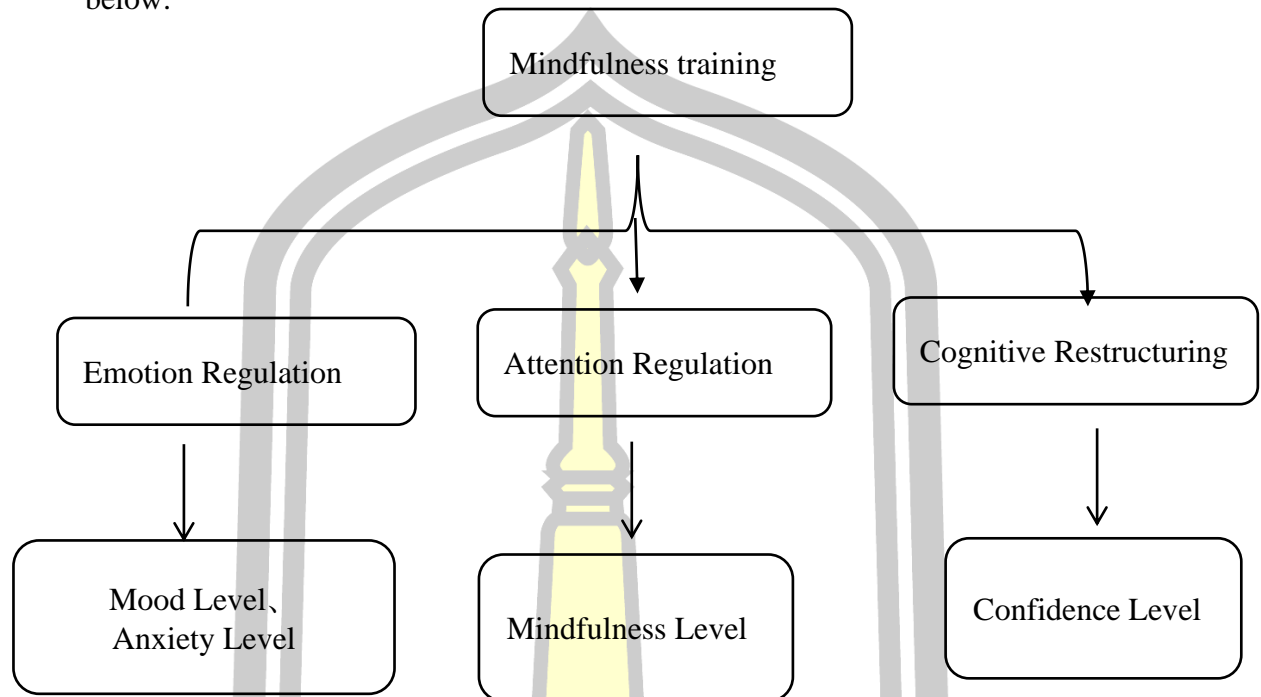 below:
Mindfulness training
Emotion Regulation
Attention Regulation
Cognitive Restructuring
Mood Level、
Anxiety Level
Mindfulness Level
Confidence Level